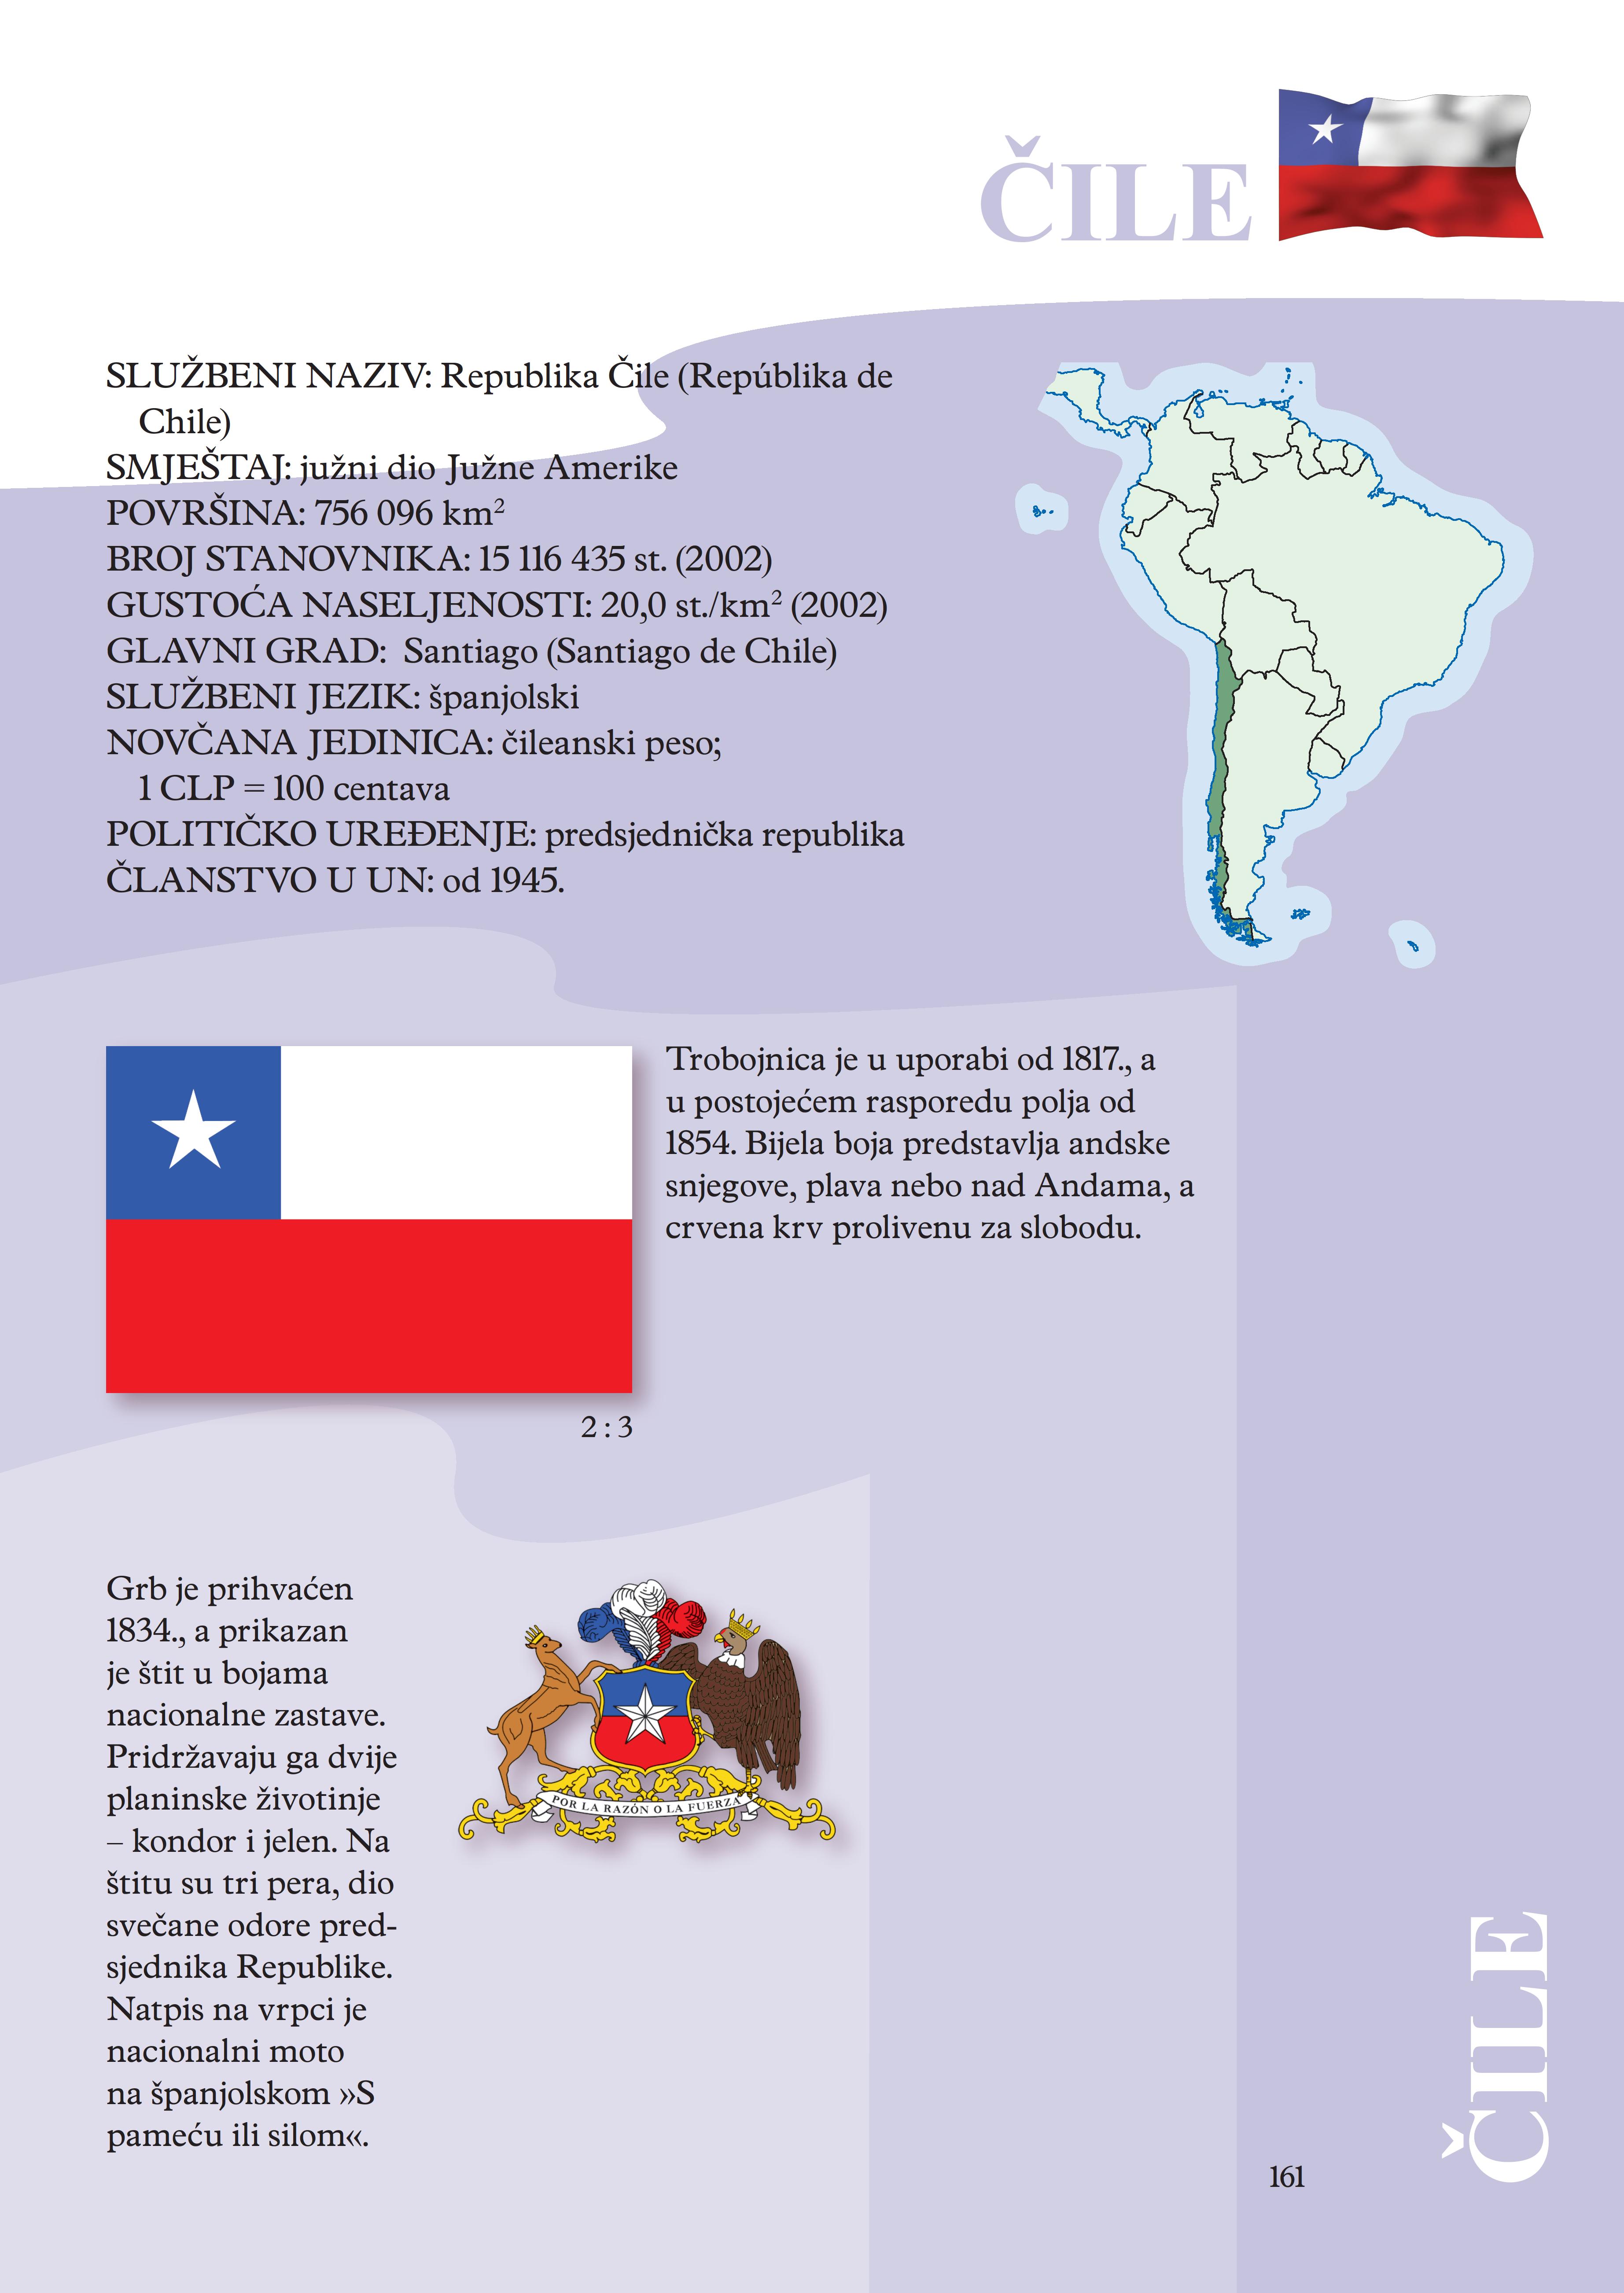 ČILE
SLUŽBENI NAZIV: Republika Čile (Repúblika de
Chile)
SMJEŠTAJ: južni dio Južne Amerike
POVRŠINA: 756 096 km²
BROJ STANOVNIKA: 15 116 435 st. (2002)
GUSTOĆA NASELJENOSTI: 20,0 st./km² (2002)
GLAVNI GRAD: Santiago (Santiago de Chile)
SLUŽBENI JEZIK: španjolski
NOVČANA JEDINICA: čileanski peso;
1 CLP = 100 centava
POLITIČKO UREĐENJE: predsjednička republika
ČLANSTVO U UN: od 1945.
Trobojnica je u uporabi od 1817., a
u postojećem rasporedu polja od
1854. Bijela boja predstavlja andske
snjegove, plava nebo nad Andama, a
crvena krv prolivenu za slobodu.
2 : 3
Grb je prihvaćen
1834., a prikazan
je štit u bojama
nacionalne zastave.
Pridržavaju ga dvije
planinske životinje
– kondor i jelen. Na
štitu su tri pera, dio
svečane odore pred-
sjednika Republike.
Natpis na vrpci je
nacionalni moto
na španjolskom »S
pameću ili silom«.
POR LA RAZÓN O LA FUERZA
ČILE
161